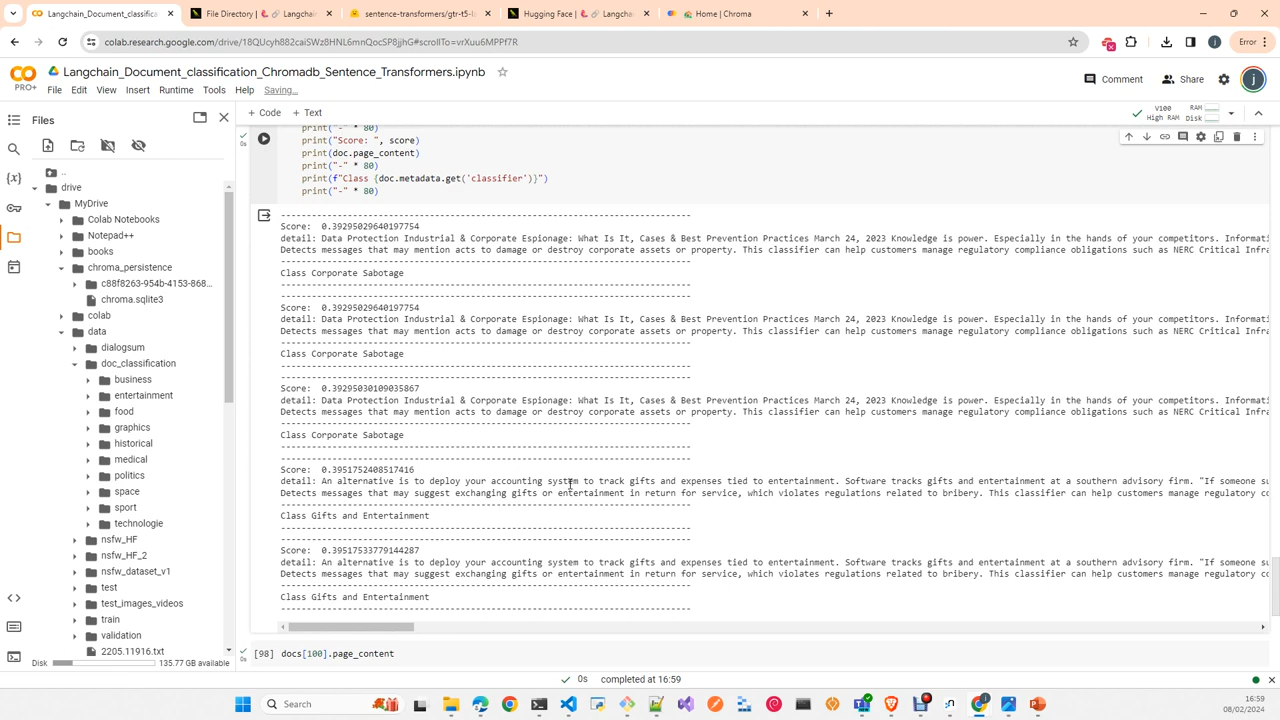 Langchain_Document_classific
File Directory | Langchain
sentence-transformers/gtr-t5-l
Hugging Face | Langchai
Home | Chroma
colab.research.google.com/drive/18QUcyh882caiSWz8HNL6mnQocSP8jjhG#scrollTo=vrXuu6MPPf7R
Error
Langchain_Document_classification_Chromadb_Sentence_Transformers.ipynb
PRO+
File Edit View Insert Runtime Tools Help Saving...
Comment Share
+ Code + Text
V100 High RAM RAM Disk
Files
..
drive
MyDrive
Colab Notebooks
Notepad++
books
chroma_persistence
c88f8263-954b-4153-868...
chroma.sqlite3
colab
data
dialogsum
doc_classification
business
entertainment
food
graphics
historical
medical
politics
space
sport
technologie
nsfw_HF
nsfw_HF_2
nsfw_dataset_v1
test
test_images_videos
train
validation
2205.11916.txt
Disk 135.77 GB available
0s
print("-" * 80)
print("Score: ", score)
print(doc.page_content)
print("-" * 80)
print(f"Class {doc.metadata.get('classifier')}")
print("-" * 80)
--------------------------------------------------------------------------------
Score:  0.39295029640197754
detail: Data Protection Industrial & Corporate Espionage: What Is It, Cases & Best Prevention Practices March 24, 2023 Knowledge is power. Especially in the hands of your competitors. Informati
Detects messages that may mention acts to damage or destroy corporate assets or property. This classifier can help customers manage regulatory compliance obligations such as NERC Critical Infra
--------------------------------------------------------------------------------
Class Corporate Sabotage
--------------------------------------------------------------------------------
--------------------------------------------------------------------------------
Score:  0.39295029640197754
detail: Data Protection Industrial & Corporate Espionage: What Is It, Cases & Best Prevention Practices March 24, 2023 Knowledge is power. Especially in the hands of your competitors. Informati
Detects messages that may mention acts to damage or destroy corporate assets or property. This classifier can help customers manage regulatory compliance obligations such as NERC Critical Infra
--------------------------------------------------------------------------------
Class Corporate Sabotage
--------------------------------------------------------------------------------
--------------------------------------------------------------------------------
Score:  0.39295030109035867
detail: Data Protection Industrial & Corporate Espionage: What Is It, Cases & Best Prevention Practices March 24, 2023 Knowledge is power. Especially in the hands of your competitors. Informati
Detects messages that may mention acts to damage or destroy corporate assets or property. This classifier can help customers manage regulatory compliance obligations such as NERC Critical Infra
--------------------------------------------------------------------------------
Class Corporate Sabotage
--------------------------------------------------------------------------------
--------------------------------------------------------------------------------
Score:  0.3951752408517416
detail: An alternative is to deploy your accounting system to track gifts and expenses tied to entertainment. Software tracks gifts and entertainment at a southern advisory firm. "If someone su
Detects messages that may suggest exchanging gifts or entertainment in return for service, which violates regulations related to bribery. This classifier can help customers manage regulatory co
--------------------------------------------------------------------------------
Class Gifts and Entertainment
--------------------------------------------------------------------------------
--------------------------------------------------------------------------------
Score:  0.39517533779144287
detail: An alternative is to deploy your accounting system to track gifts and expenses tied to entertainment. Software tracks gifts and entertainment at a southern advisory firm. "If someone su
Detects messages that may suggest exchanging gifts or entertainment in return for service, which violates regulations related to bribery. This classifier can help customers manage regulatory co
--------------------------------------------------------------------------------
Class Gifts and Entertainment
--------------------------------------------------------------------------------
[98] docs[100].page_content
0s
0s completed at 16:59
Search
16:59
08/02/2024